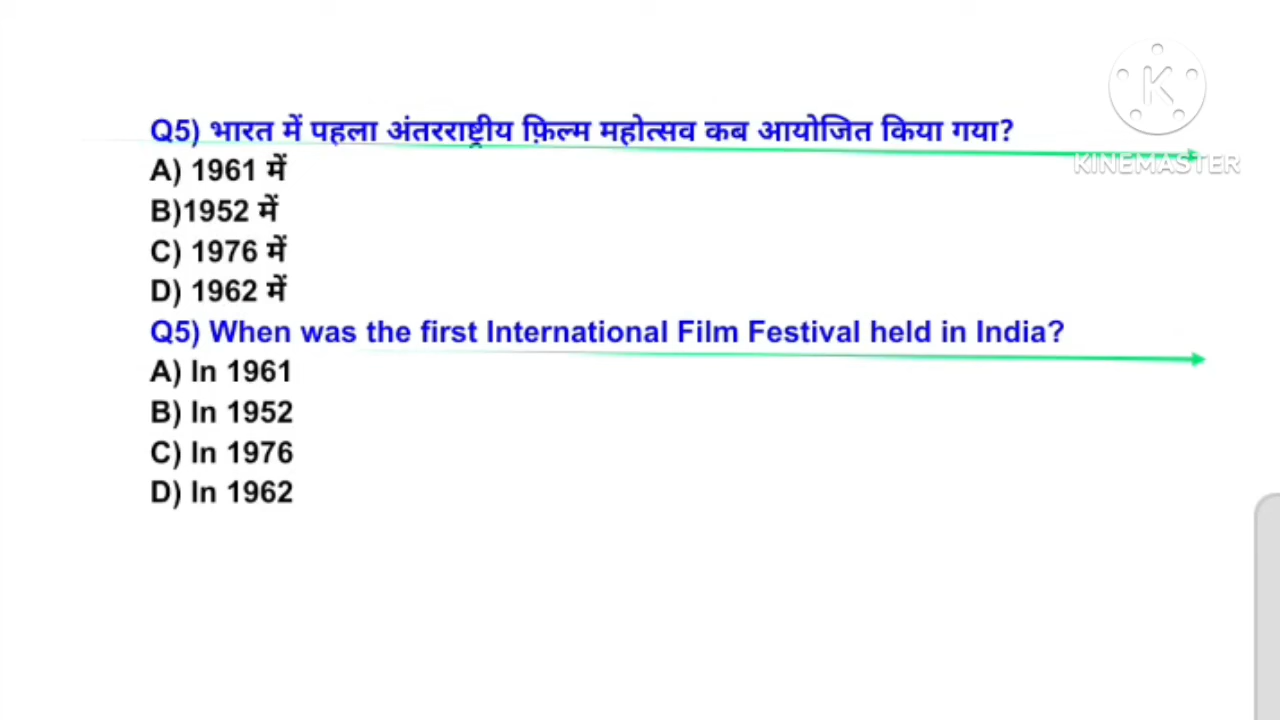 Q5) भारत में पहला अंतरराष्ट्रीय फ़िल्म महोत्सव कब आयोजित किया गया?
A) 1961 में
B)1952 में
C) 1976 में
D) 1962 में
Q5) When was the first International Film Festival held in India?
A) In 1961
B) In 1952
C) In 1976
D) In 1962
K
KINEMASTER